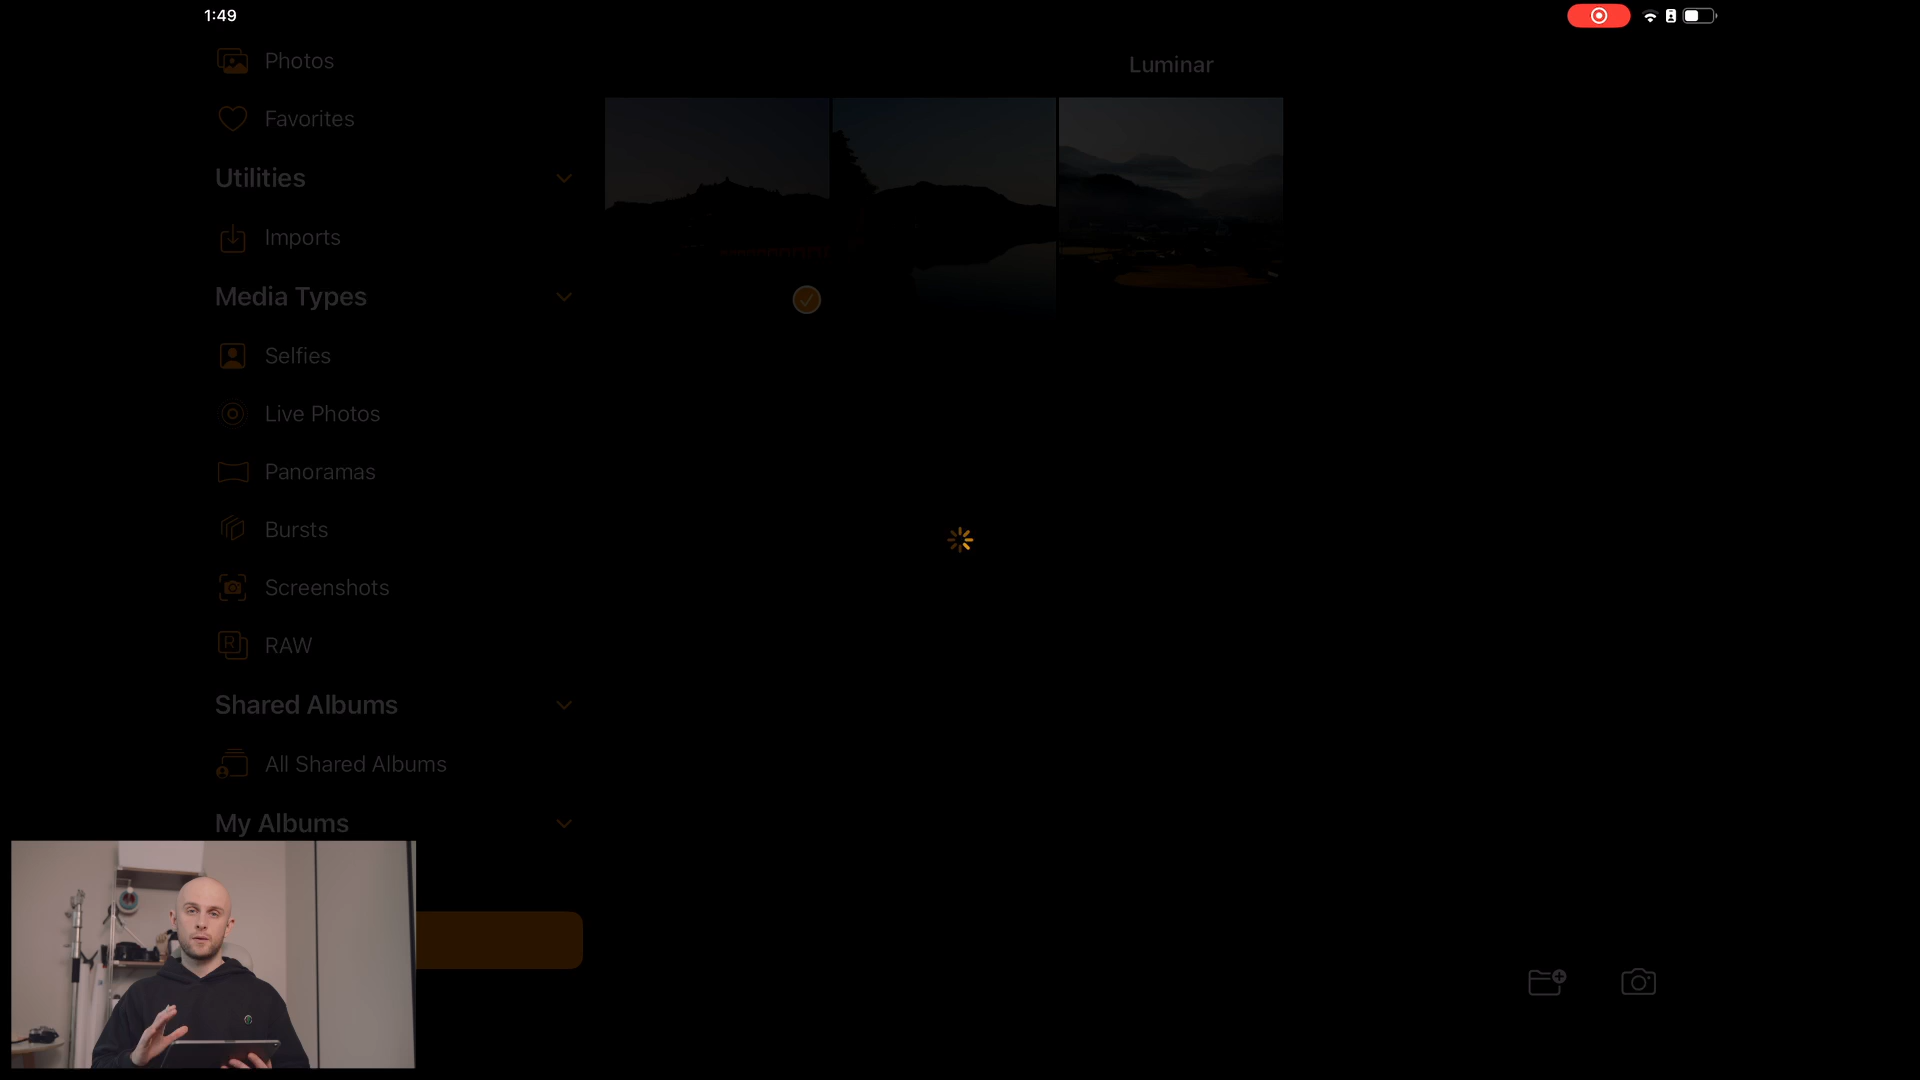 1:49
Photos
Luminar
Favorites
Utilities
Imports
Media Types
Selfies
Live Photos
Panoramas
Bursts
Screenshots
R RAW
Shared Albums
All Shared Albums
My Albums